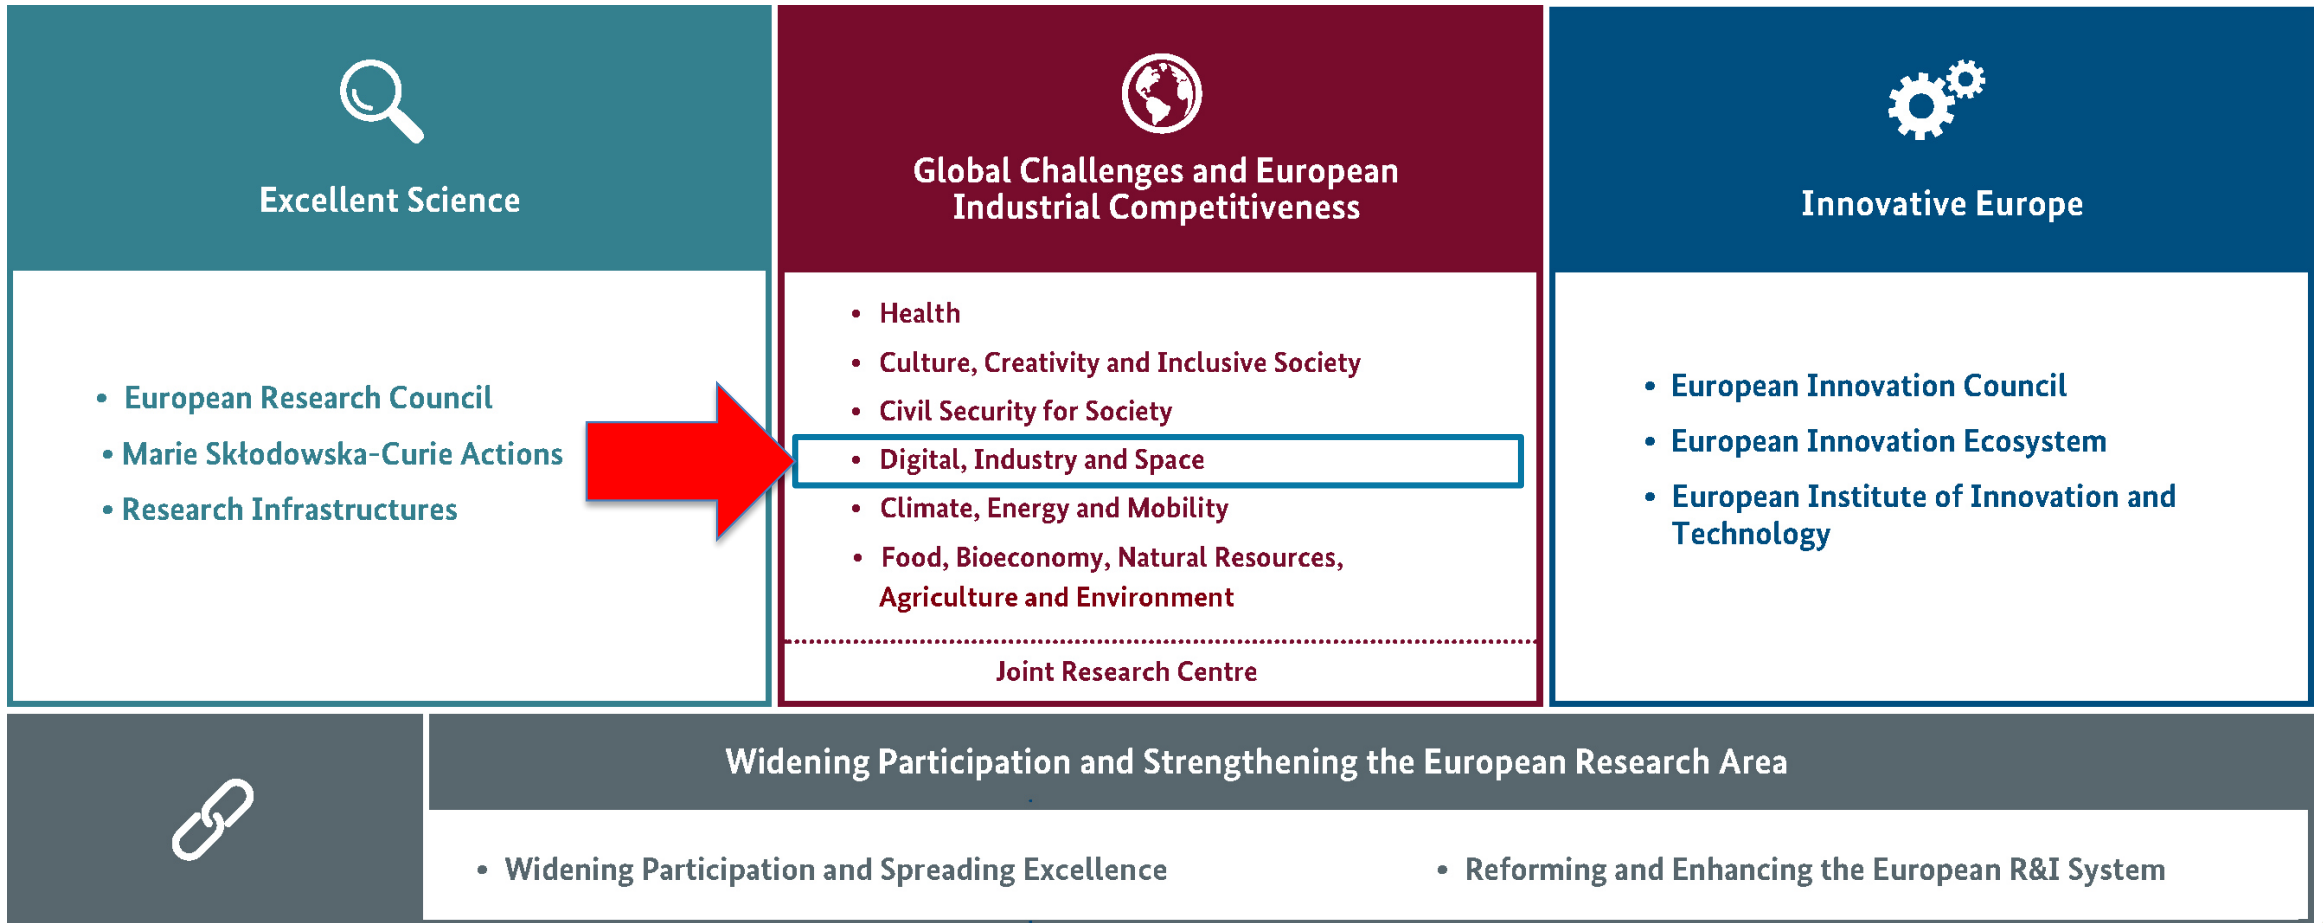 Excellent Science
• European Research Council
• Marie Skłodowska-Curie Actions
• Research Infrastructures
Global Challenges and European
Industrial Competitiveness
• Health
• Culture, Creativity and Inclusive Society
• Civil Security for Society
• Digital, Industry and Space
• Climate, Energy and Mobility
• Food, Bioeconomy, Natural Resources,
Agriculture and Environment
Joint Research Centre
Innovative Europe
• European Innovation Council
• European Innovation Ecosystem
• European Institute of Innovation and
Technology
Widening Participation and Strengthening the European Research Area
• Widening Participation and Spreading Excellence
• Reforming and Enhancing the European R&I System